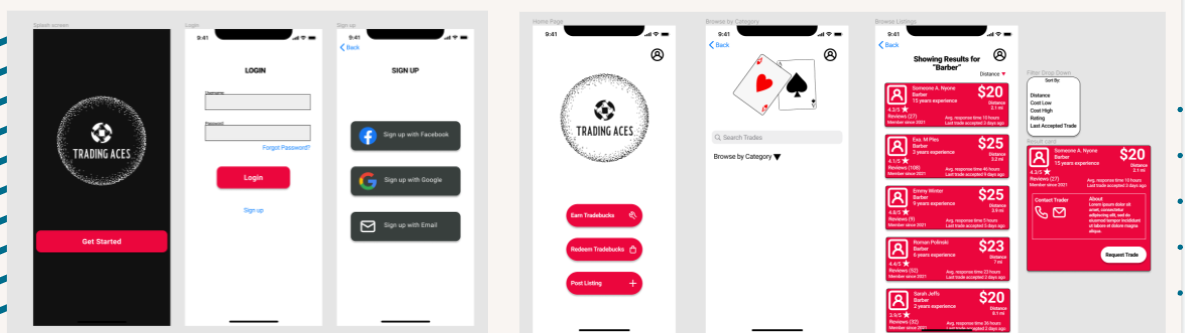 Splash screen
TRADING ACES
Get Started
Login
9:41
LOGIN
Username
Password
Forgot Password?
Login
Sign up
Sign up
9:41
Back
SIGN UP
Sign up with Facebook
Sign up with Google
Sign up with Email
Home Page
9:41
TRADING ACES
Earn Tradebucks
Redeem Tradebucks
Post Listing
Browse by Category
9:41
Back
Search Trades
Browse by Category
Browse Listings
9:41
Back
Showing Results for
"Barber"
Distance
Someone A. Nyone
$20
Barber
15 years experience
Distance
2.1 mi
4.2/5
Reviews (27)
Avg. response time 10 hours
Member since 2021
Last trade accepted 3 days ago
Esq. M Ples
$25
Barber
2 years experience
Distance
2.2 mi
4.1/5
Reviews (108)
Avg. response time 46 hours
Member since 2021
Last trade accepted 9 days ago
Emmy Winter
$25
Barber
9 years experience
Distance
4.8/5
Reviews (9)
Avg. response time 5 hours
Member since 2021
Last trade accepted 5 days ago
Roman Polinski
$23
Barber
6 years experience
Distance
7 mi
4.4/5
Reviews (52)
Avg. response time 23 hours
Member since 2021
Last trade accepted 2 days ago
Sarah Jeffs
$20
Barber
2 years experience
Distance
8.1 mi
Reviews (32)
Avg. response time 36 hours
Member since 2021
Last trade accepted 2 days ago
Filter Drop Down
Sort By
Distance
Cost Low
Cost High
Rating
Last Accepted Trade
Result card
Someone A. Nyone
$20
Barber
15 years experience
Distance
2.1 mi
4.2/5
Reviews (27)
Avg. response time 10 hours
Member since 2021
Last trade accepted 3 days ago
Contact Trader
About
Lorem ipsum dolor sit
amet, consectetur
adipiscing elit, sed do
eiusmod tempor incididunt
ut labore et dolore magna
aliqua.
Request Trade